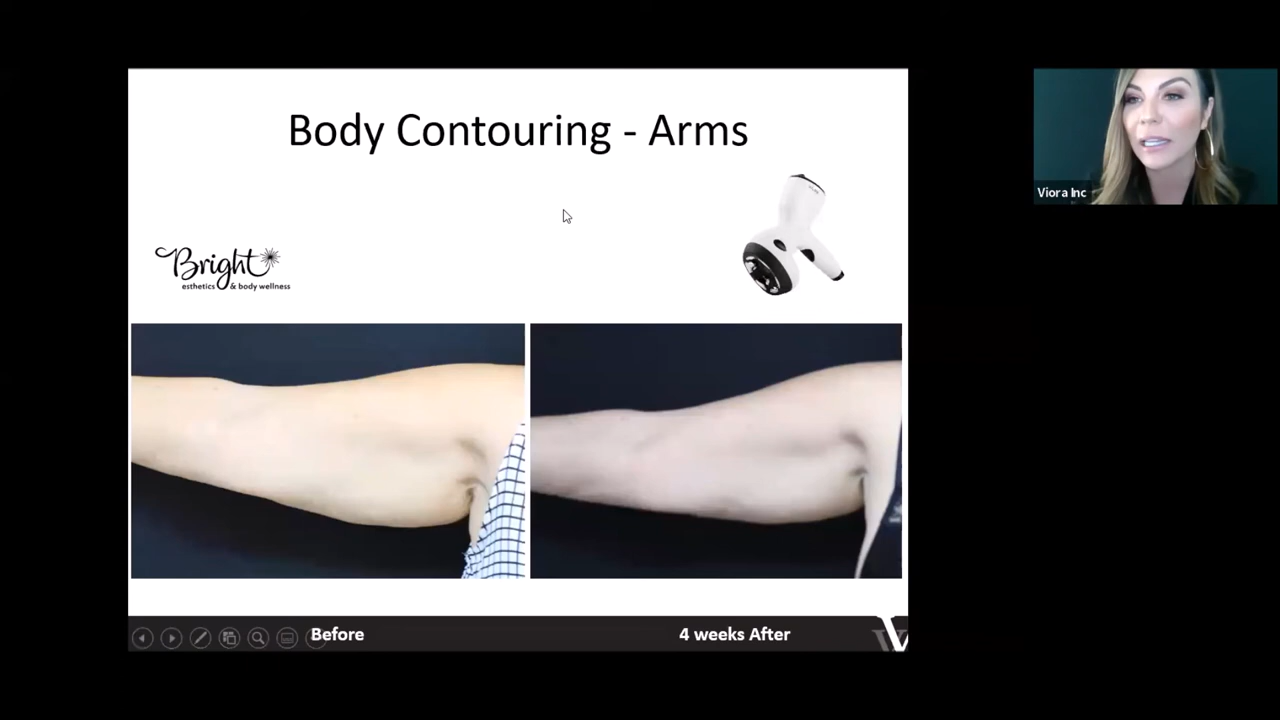 Body Contouring - Arms
Viora Inc
Bright
esthetics & body wellness
Before
4 weeks After